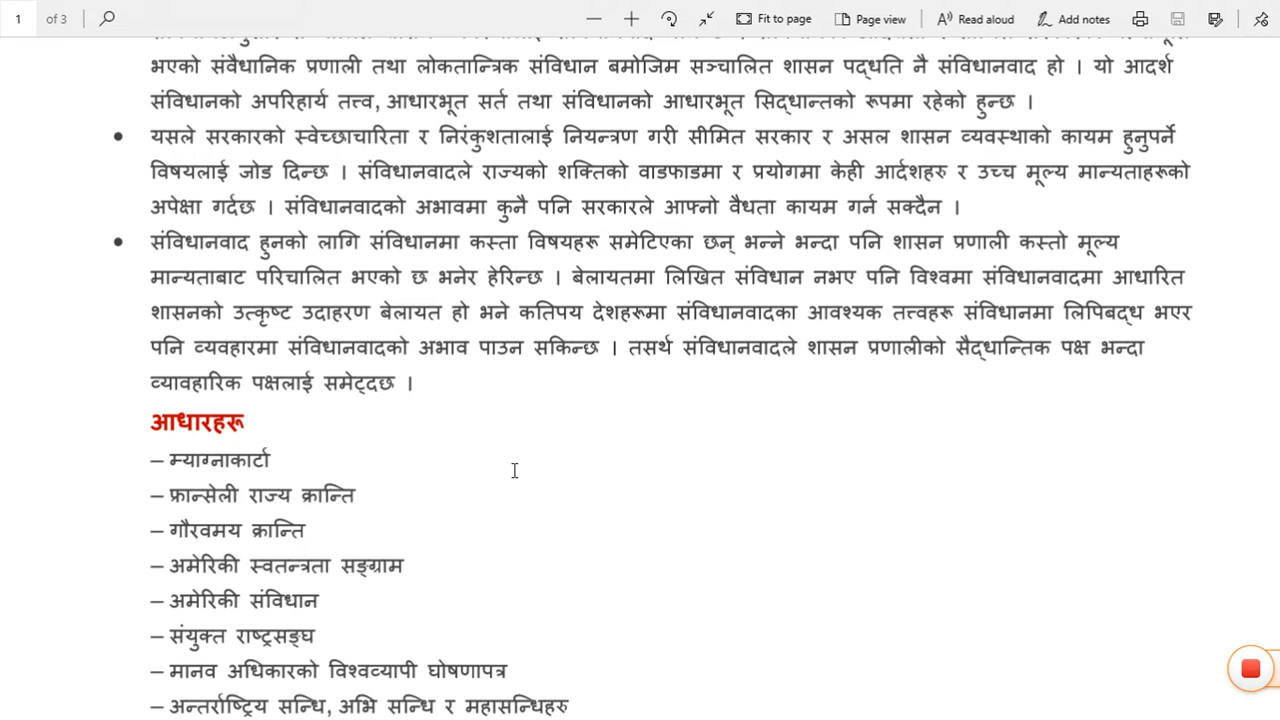 1 of 3 Fit to page Page view Read aloud Add notes
भएको संवैधानिक प्रणाली तथा लोकतान्त्रिक संविधान बमोजिम सञ्चालित शासन पद्धति नै संविधानवाद हो । यो आदर्श
संविधानको अपरिहार्य तत्त्व, आधारभूत सर्त तथा संविधानको आधारभूत सिद्धान्तको रूपमा रहेको हुन्छ ।
• यसले सरकारको स्वेच्छाचारिता र निरंकुशतालाई नियन्त्रण गरी सीमित सरकार र असल शासन व्यवस्थाको कायम हुनुपर्ने
विषयलाई जोड दिन्छ । संविधानवादले राज्यको शक्तिको वाडफाडमा र प्रयोगमा केही आर्दशहरु र उच्च मूल्य मान्यताहरूको
अपेक्षा गर्दछ । संविधानवादको अभावमा कुनै पनि सरकारले आफ्नो वैधता कायम गर्न सक्दैन ।
• संविधानवाद हुनको लागि संविधानमा कस्ता विषयहरू समेटिएका छन् भन्ने भन्दा पनि शासन प्रणाली कस्तो मूल्य
मान्यताबाट परिचालित भएको छ भनेर हेरिन्छ । बेलायतमा लिखित संविधान नभए पनि विश्वमा संविधानवादमा आधारित
शासनको उत्कृष्ट उदाहरण बेलायत हो भने कतिपय देशहरूमा संविधानवादका आवश्यक तत्त्वहरू संविधानमा लिपिबद्ध भएर
पनि व्यवहारमा संविधानवादको अभाव पाउन सकिन्छ । तसर्थ संविधानवादले शासन प्रणालीको सैद्धान्तिक पक्ष भन्दा
व्यावहारिक पक्षलाई समेट्दछ ।
आधारहरू
– म्याग्नाकार्टा
– फ्रान्सेली राज्य क्रान्ति
– गौरवमय क्रान्ति
– अमेरिकी स्वतन्त्रता सङ्ग्राम
– अमेरिकी संविधान
– संयुक्त राष्ट्रसङ्घ
– मानव अधिकारको विश्वव्यापी घोषणापत्र
– अन्तर्राष्ट्रिय सन्धि, अभि सन्धि र महासन्धिहरु